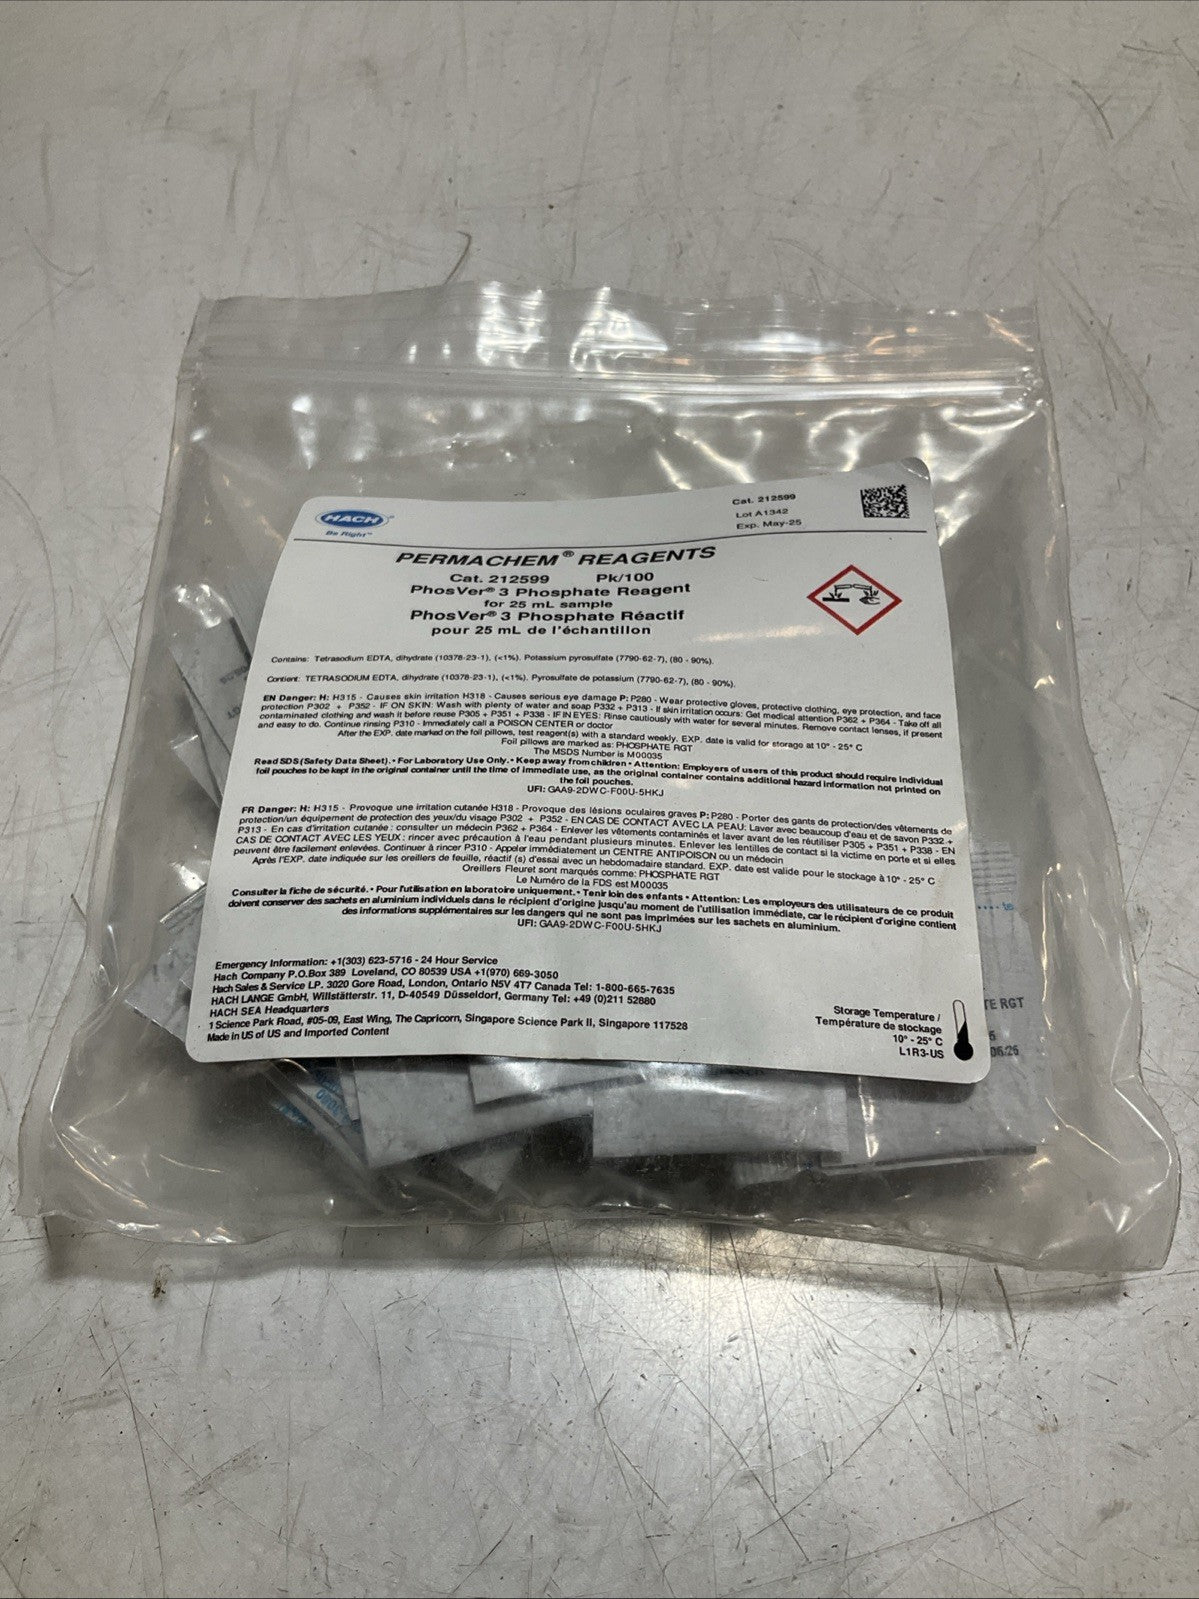 Cat. 212599
Lot A1342
Exp. May-25
HACH
Be Right™
PERMACHEM® REAGENTS
Cat. 212599 Pk/100
PhosVer® 3 Phosphate Reagent
for 25 mL sample
PhosVer® 3 Phosphate Réactif
pour 25 mL de l'échantillon
Contains: Tetrasodium EDTA, dihydrate (10378-23-1), (<1%). Potassium pyrosulfate (7790-62-7), (80 - 90%).
Contient: TETRASODIUM EDTA, dihydrate (10378-23-1), (<1%). Pyrosulfate de potassium (7790-62-7), (80 - 90%).
EN Danger: H: H315 - Causes skin irritation H318 - Causes serious eye damage P: P280 - Wear protective gloves, protective clothing, eye protection, and face
protection P302 + P352 - IF ON SKIN: Wash with plenty of water and soap P332 + P313 - If skin irritation occurs: Get medical attention P362 + P364 - Take off all
contaminated clothing and wash it before reuse P305 + P351 + P338 - IF IN EYES: Rinse cautiously with water for several minutes. Remove contact lenses, if present
and easy to do. Continue rinsing P310 - Immediately call a POISON CENTER or doctor
After the EXP. date marked on the foil pillows, test reagent(s) with a standard weekly. EXP. date is valid for storage at 10° - 25° C
Foil pillows are marked as: PHOSPHATE RGT
The MSDS Number is M00035
Read SDS (Safety Data Sheet). • For Laboratory Use Only. • Keep away from children • Attention: Employers of users of this product should require individual
foil pouches to be kept in the original container until the time of immediate use, as the original container contains additional hazard information not printed on
the foil pouches.
UFI: GAA9-2DWC-F00U-5HKJ
FR Danger: H: H315 - Provoque une irritation cutanée H318 - Provoque des lésions oculaires graves P: P280 - Porter des gants de protection/des vêtements de
protection/un équipement de protection des yeux/du visage P302 + P352 - EN CAS DE CONTACT AVEC LA PEAU: Laver avec beaucoup d'eau et de savon P332 +
P313 - En cas d'irritation cutanée : consulter un médecin P362 + P364 - Enlever les vêtements contaminés et laver avant de les réutiliser P305 + P351 + P338 - EN
CAS DE CONTACT AVEC LES YEUX : rincer avec précaution à l'eau pendant plusieurs minutes. Enlever les lentilles de contact si la victime en porte et si elles
peuvent être facilement enlevées. Continuer à rincer P310 - Appeler immédiatement un CENTRE ANTIPOISON ou un médecin
Après l'EXP. date indiquée sur les oreillers de feuille, réactif (s) d'essai avec un hebdomadaire standard. EXP. date est valide pour le stockage à 10° - 25° C
Oreillers Fleuret sont marqués comme: PHOSPHATE RGT
Le Numéro de la FDS est M00035
Consulter la fiche de sécurité. • Pour l'utilisation en laboratoire uniquement. • Tenir loin des enfants • Attention: Les employeurs des utilisateurs de ce produit
doivent conserver des sachets en aluminium individuels dans le récipient d'origine jusqu'au moment de l'utilisation immédiate, car le récipient d'origine contient
des informations supplémentaires sur les dangers qui ne sont pas imprimées sur les sachets en aluminium.
UFI: GAA9-2DWC-F00U-5HKJ
Emergency Information: +1(303) 623-5716 - 24 Hour Service
Hach Company P.O.Box 389 Loveland, CO 80539 USA +1(970) 669-3050
Hach Sales & Service LP. 3020 Gore Road, London, Ontario N5V 4T7 Canada Tel: 1-800-665-7635
HACH LANGE GmbH, Willstätterstr. 11, D-40549 Düsseldorf, Germany Tel: +49 (0)211 52880
HACH SEA Headquarters
1 Science Park Road, #05-09, East Wing, The Capricorn, Singapore Science Park II, Singapore 117528
Made in US of US and Imported Content
Storage Temperature /
Température de stockage
10° - 25° C
L1R3-US
TE RGT